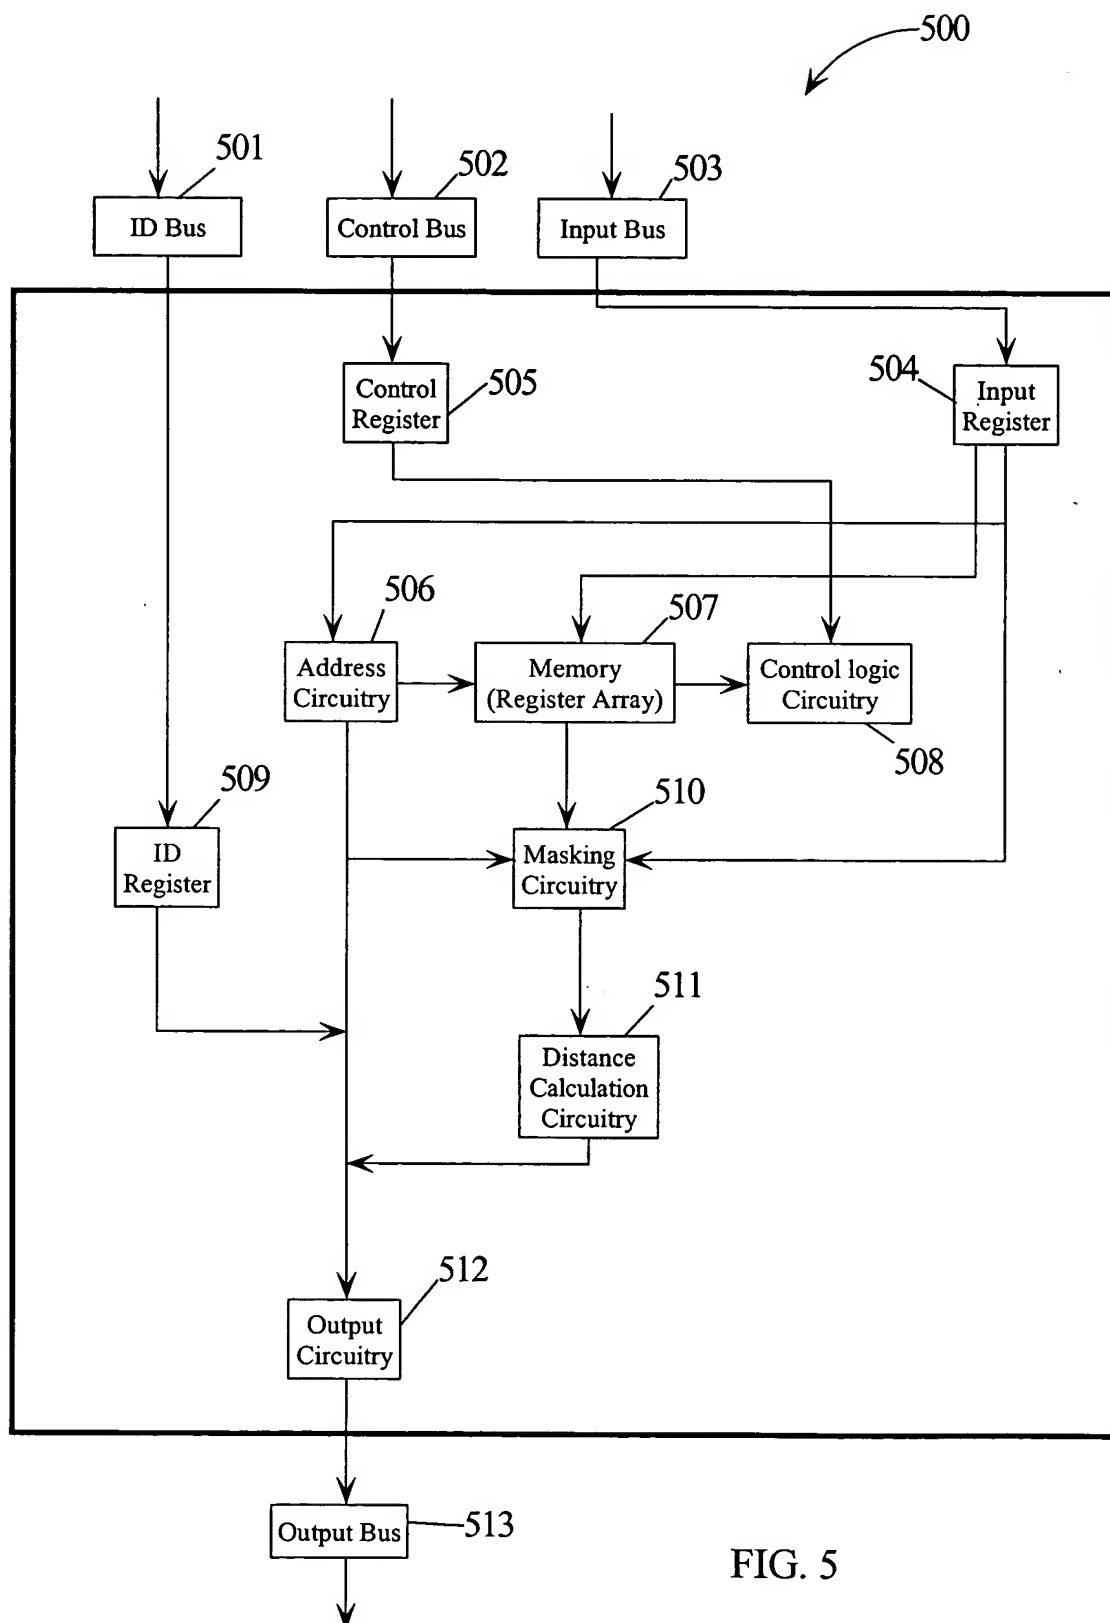 500
501
502
503
ID Bus
Control Bus
Input Bus
Control
Register
505
504
Input
Register
506
507
Address
Circuitry
Memory
(Register Array)
Control logic
Circuitry
508
509
510
ID
Register
Masking
Circuitry
511
Distance
Calculation
Circuitry
512
Output
Circuitry
Output Bus
513
FIG. 5